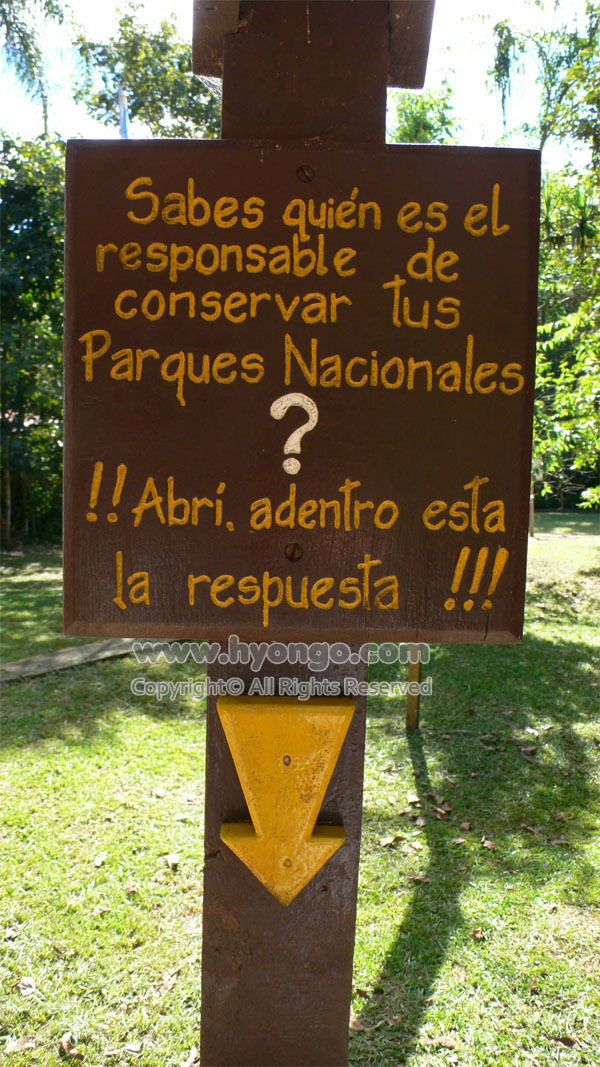 Sabes quién es el
responsable de
conservar tus
Parques Nacionales
?
!!Abrí. adentro esta
la respuesta !!!
www.hyongo.com
Copyright© All Rights Reserved